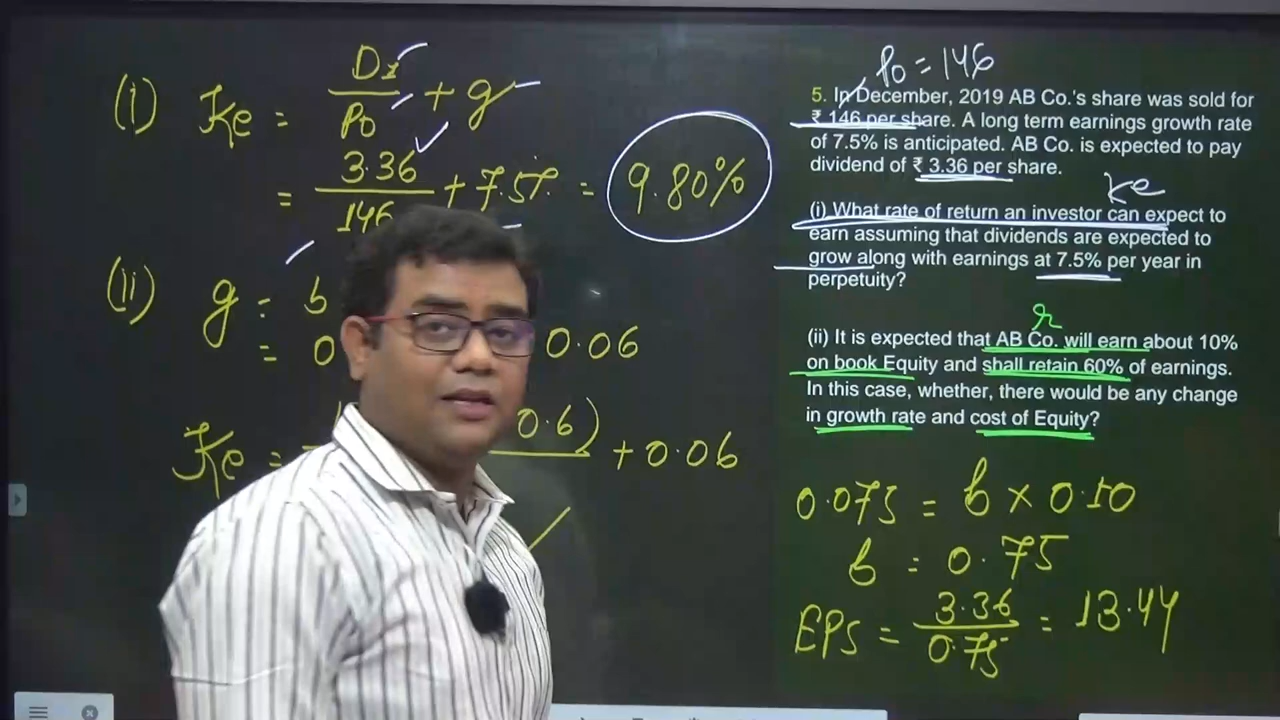 (i) Ke = D1/P0 + g
= 3.36/146 + 7.5% = 9.80%
(ii) g = b
= 0 0.06
Ke = 0.6) + 0.06
P0 = 146
5. In December, 2019 AB Co.'s share was sold for
₹ 146 per share. A long term earnings growth rate
of 7.5% is anticipated. AB Co. is expected to pay
dividend of ₹ 3.36 per share.
Ke
(i) What rate of return an investor can expect to
earn assuming that dividends are expected to
grow along with earnings at 7.5% per year in
perpetuity?
r
(ii) It is expected that AB Co. will earn about 10%
on book Equity and shall retain 60% of earnings.
In this case, whether, there would be any change
in growth rate and cost of Equity?
0.075 = b × 0.10
b = 0.75
EPS = 3.36/0.75 = 13.44